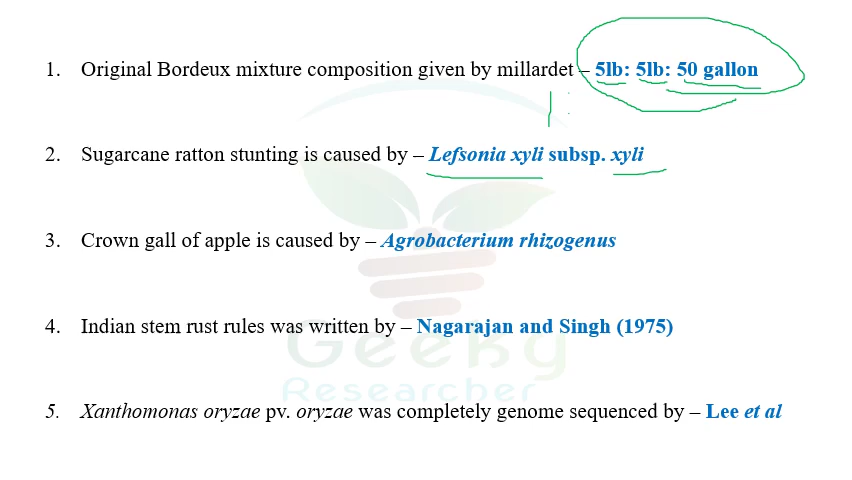 1. Original Bordeux mixture composition given by millardet – 5lb: 5lb: 50 gallon
2. Sugarcane ratton stunting is caused by – Lefsonia xyli subsp. xyli
3. Crown gall of apple is caused by – Agrobacterium rhizogenus
4. Indian stem rust rules was written by – Nagarajan and Singh (1975)
Geeky
Researcher
5. Xanthomonas oryzae pv. oryzae was completely genome sequenced by – Lee et al